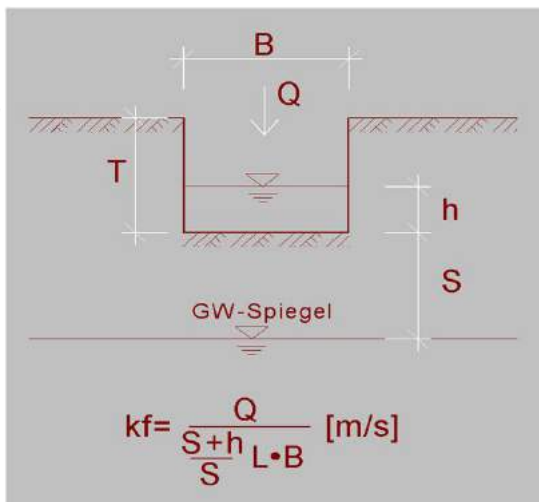 B
Q
T
h
S
GW-Spiegel
kf= Q / (S+h / S L•B) [m/s]